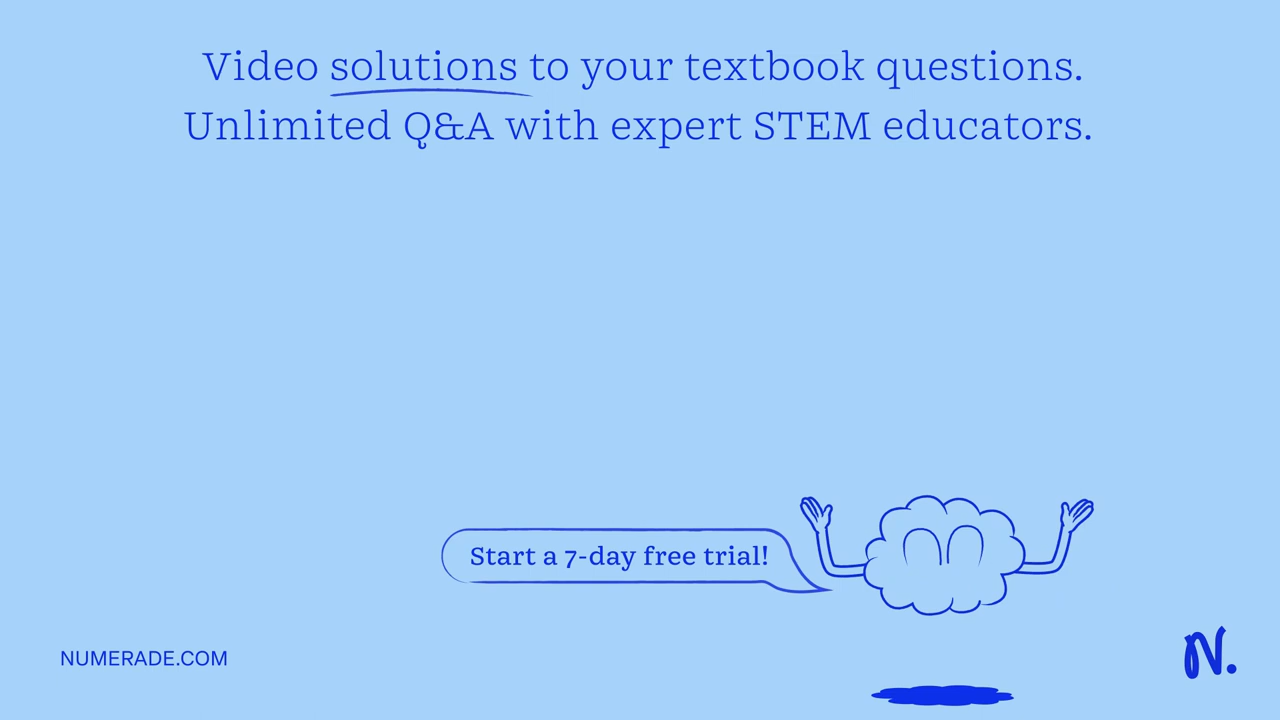 Video solutions to your textbook questions.
Unlimited Q&A with expert STEM educators.
Start a 7-day free trial!
NUMERADE.COM
N.